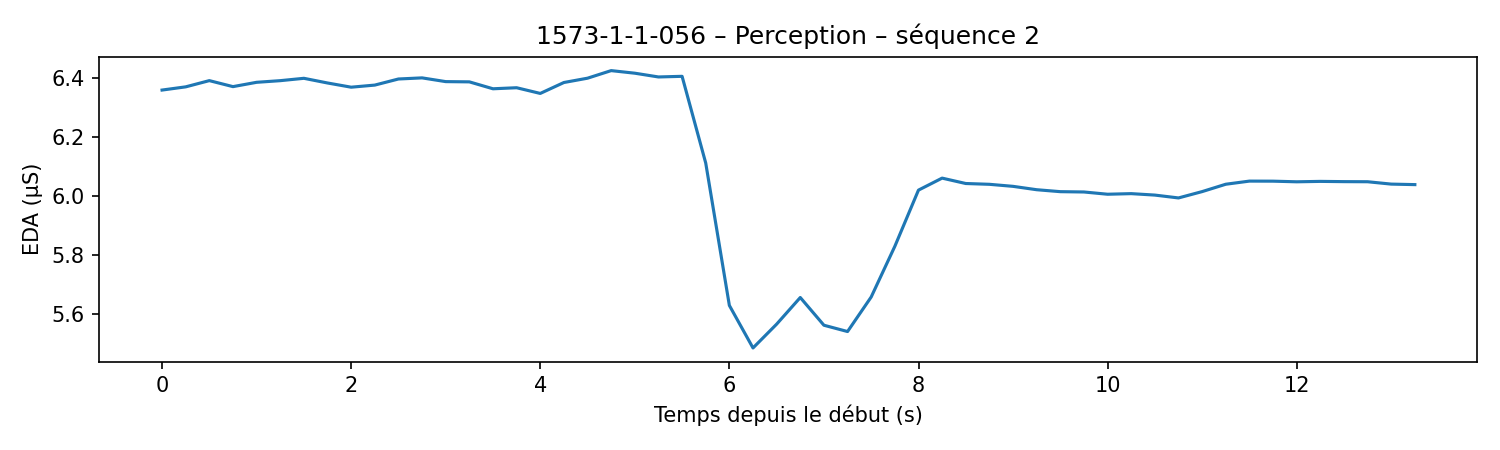 1573-1-1-056 – Perception – séquence 2
EDA (µS)
6.4
6.2
6.0
5.8
5.6
0 2 4 6 8 10 12
Temps depuis le début (s)